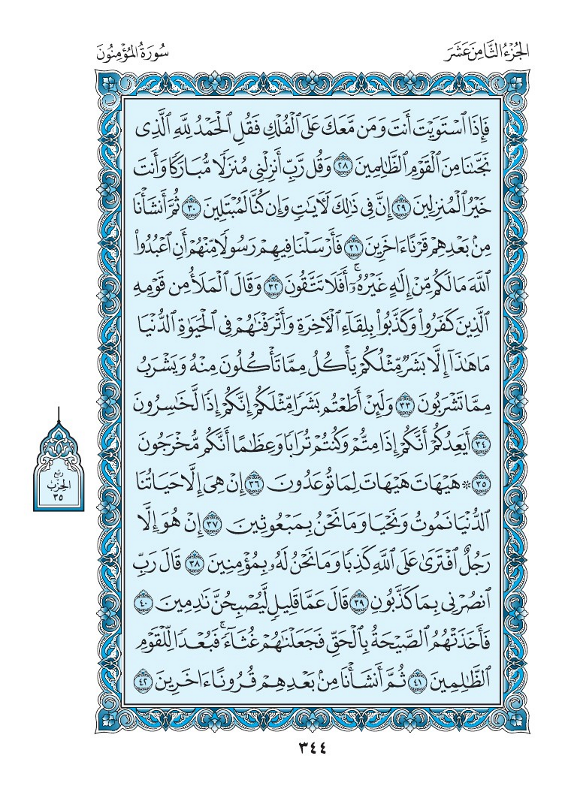 الجُزْءُ الثَّامِنَ عَشَرَ
سُورَةُ المُؤْمِنُونَ
فَإِذَا ٱسۡتَوَيۡتَ أَنتَ وَمَن مَّعَكَ عَلَى ٱلۡفُلۡكِ فَقُلِ ٱلۡحَمۡدُ لِلَّهِ ٱلَّذِى
نَجَّىٰنَا مِنَ ٱلۡقَوۡمِ ٱلظَّٰلِمِينَ ٢٨ وَقُل رَّبِّ أَنزِلۡنِى مُنزَلٗا مُّبَارَكٗا وَأَنتَ
خَيۡرُ ٱلۡمُنزِلِينَ ٢٩ إِنَّ فِى ذَٰلِكَ لَأٓيَٰتٖ وَإِن كُنَّا لَمُبۡتَلِينَ ٣٠ ثُمَّ أَنشَأۡنَا
مِنۢ بَعۡدِهِمۡ قَرۡنًا ءَاخَرِينَ ٣١ فَأَرۡسَلۡنَا فِيهِمۡ رَسُولٗا مِّنۡهُمۡ أَنِ ٱعۡبُدُواْ
ٱللَّهَ مَا لَكُم مِّنۡ إِلَٰهٍ غَيۡرُهُۥٓۚ أَفَلَا تَتَّقُونَ ٣٢ وَقَالَ ٱلۡمَلَأُ مِن قَوۡمِهِ
ٱلَّذِينَ كَفَرُواْ وَكَذَّبُواْ بِلِقَآءِ ٱلۡأٓخِرَةِ وَأَتۡرَفۡنَٰهُمۡ فِى ٱلۡحَيَوٰةِ ٱلدُّنۡيَا
مَا هَٰذَآ إِلَّا بَشَرٞ مِّثۡلُكُمۡ يَأۡكُلُ مِمَّا تَأۡكُلُونَ مِنۡهُ وَيَشۡرَبُ
مِمَّا تَشۡرَبُونَ ٣٣ وَلَئِنۡ أَطَعۡتُم بَشَرٗا مِّثۡلَكُمۡ إِنَّكُمۡ إِذٗا لَّخَٰسِرُونَ
٣٤ أَيَعِدُكُمۡ أَنَّكُمۡ إِذَا مِتُّمۡ وَكُنتُمۡ تُرَابٗا وَعِظَٰمًا أَنَّكُم مُّخۡرَجُونَ
٣٥ ۞ هَيۡهَاتَ هَيۡهَاتَ لِمَا تُوعَدُونَ ٣٦ إِنۡ هِىَ إِلَّا حَيَاتُنَا
ٱلدُّنۡيَا نَمُوتُ وَنَحۡيَا وَمَا نَحۡنُ بِمَبۡعُوثِينَ ٣٧ إِنۡ هُوَ إِلَّا
رَجُلٌ ٱفۡتَرَىٰ عَلَى ٱللَّهِ كَذِبٗا وَمَا نَحۡنُ لَهُۥ بِمُؤۡمِنِينَ ٣٨ قَالَ رَبِّ
ٱنصُرۡنِى بِمَا كَذَّبُونِ ٣٩ قَالَ عَمَّا قَلِيلٖ لَّيُصۡبِحُنَّ نَٰدِمِينَ ٤٠
فَأَخَذَتۡهُمُ ٱلصَّيۡحَةُ بِٱلۡحَقِّ فَجَعَلۡنَٰهُمۡ غُثَآءٗۚ فَبُعۡدٗا لِّلۡقَوۡمِ
ٱلظَّٰلِمِينَ ٤١ ثُمَّ أَنشَأۡنَا مِنۢ بَعۡدِهِمۡ قُرُونًا ءَاخَرِينَ ٤٢
ربع
الحزب
٣٥
٣٤٤